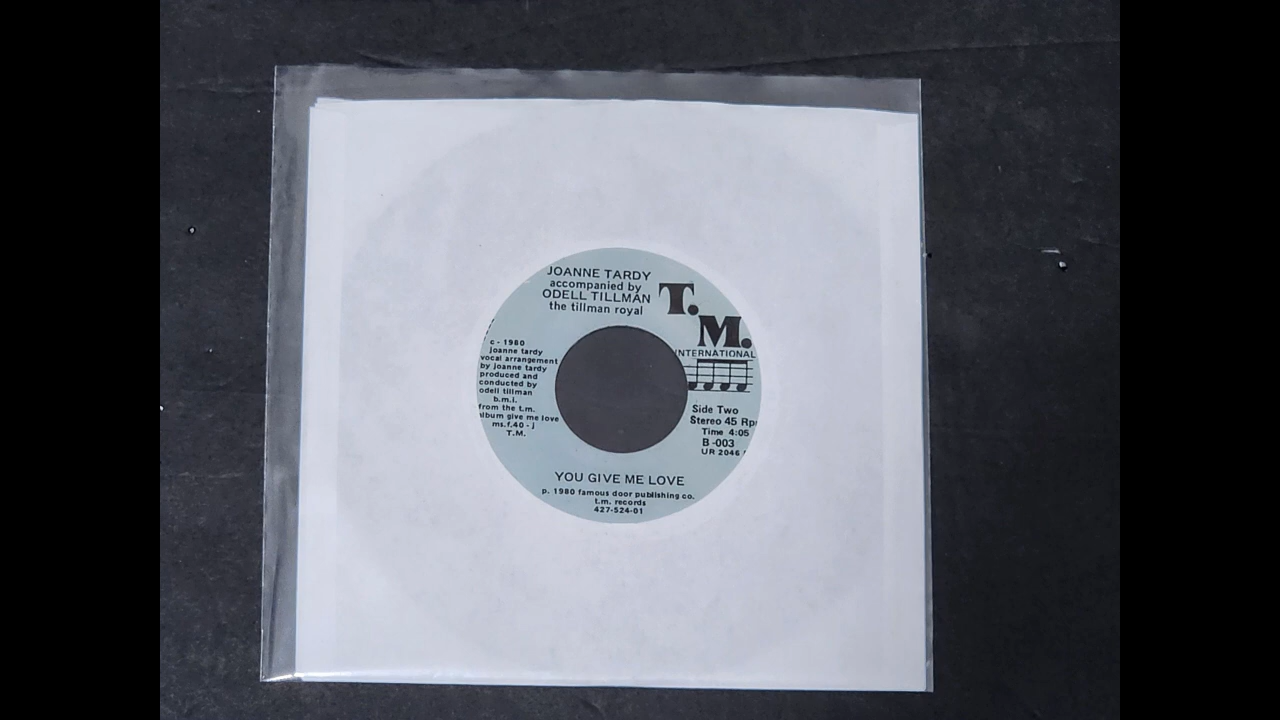 JOANNE TARDY
accompanied by
ODELL TILLMAN
the tillman royal
T.
M.
INTERNATIONAL
c - 1980
joanne tardy
vocal arrangement
by joanne tardy
produced and
conducted by
odell tillman
b.m.i.
from the t.m.
album give me love
ms.f.40 - j
T.M.
Side Two
Stereo 45 Rp
Time 4:05
B -003
UR 2046
YOU GIVE ME LOVE
p. 1980 famous door publishing co.
t.m. records
427-524-01